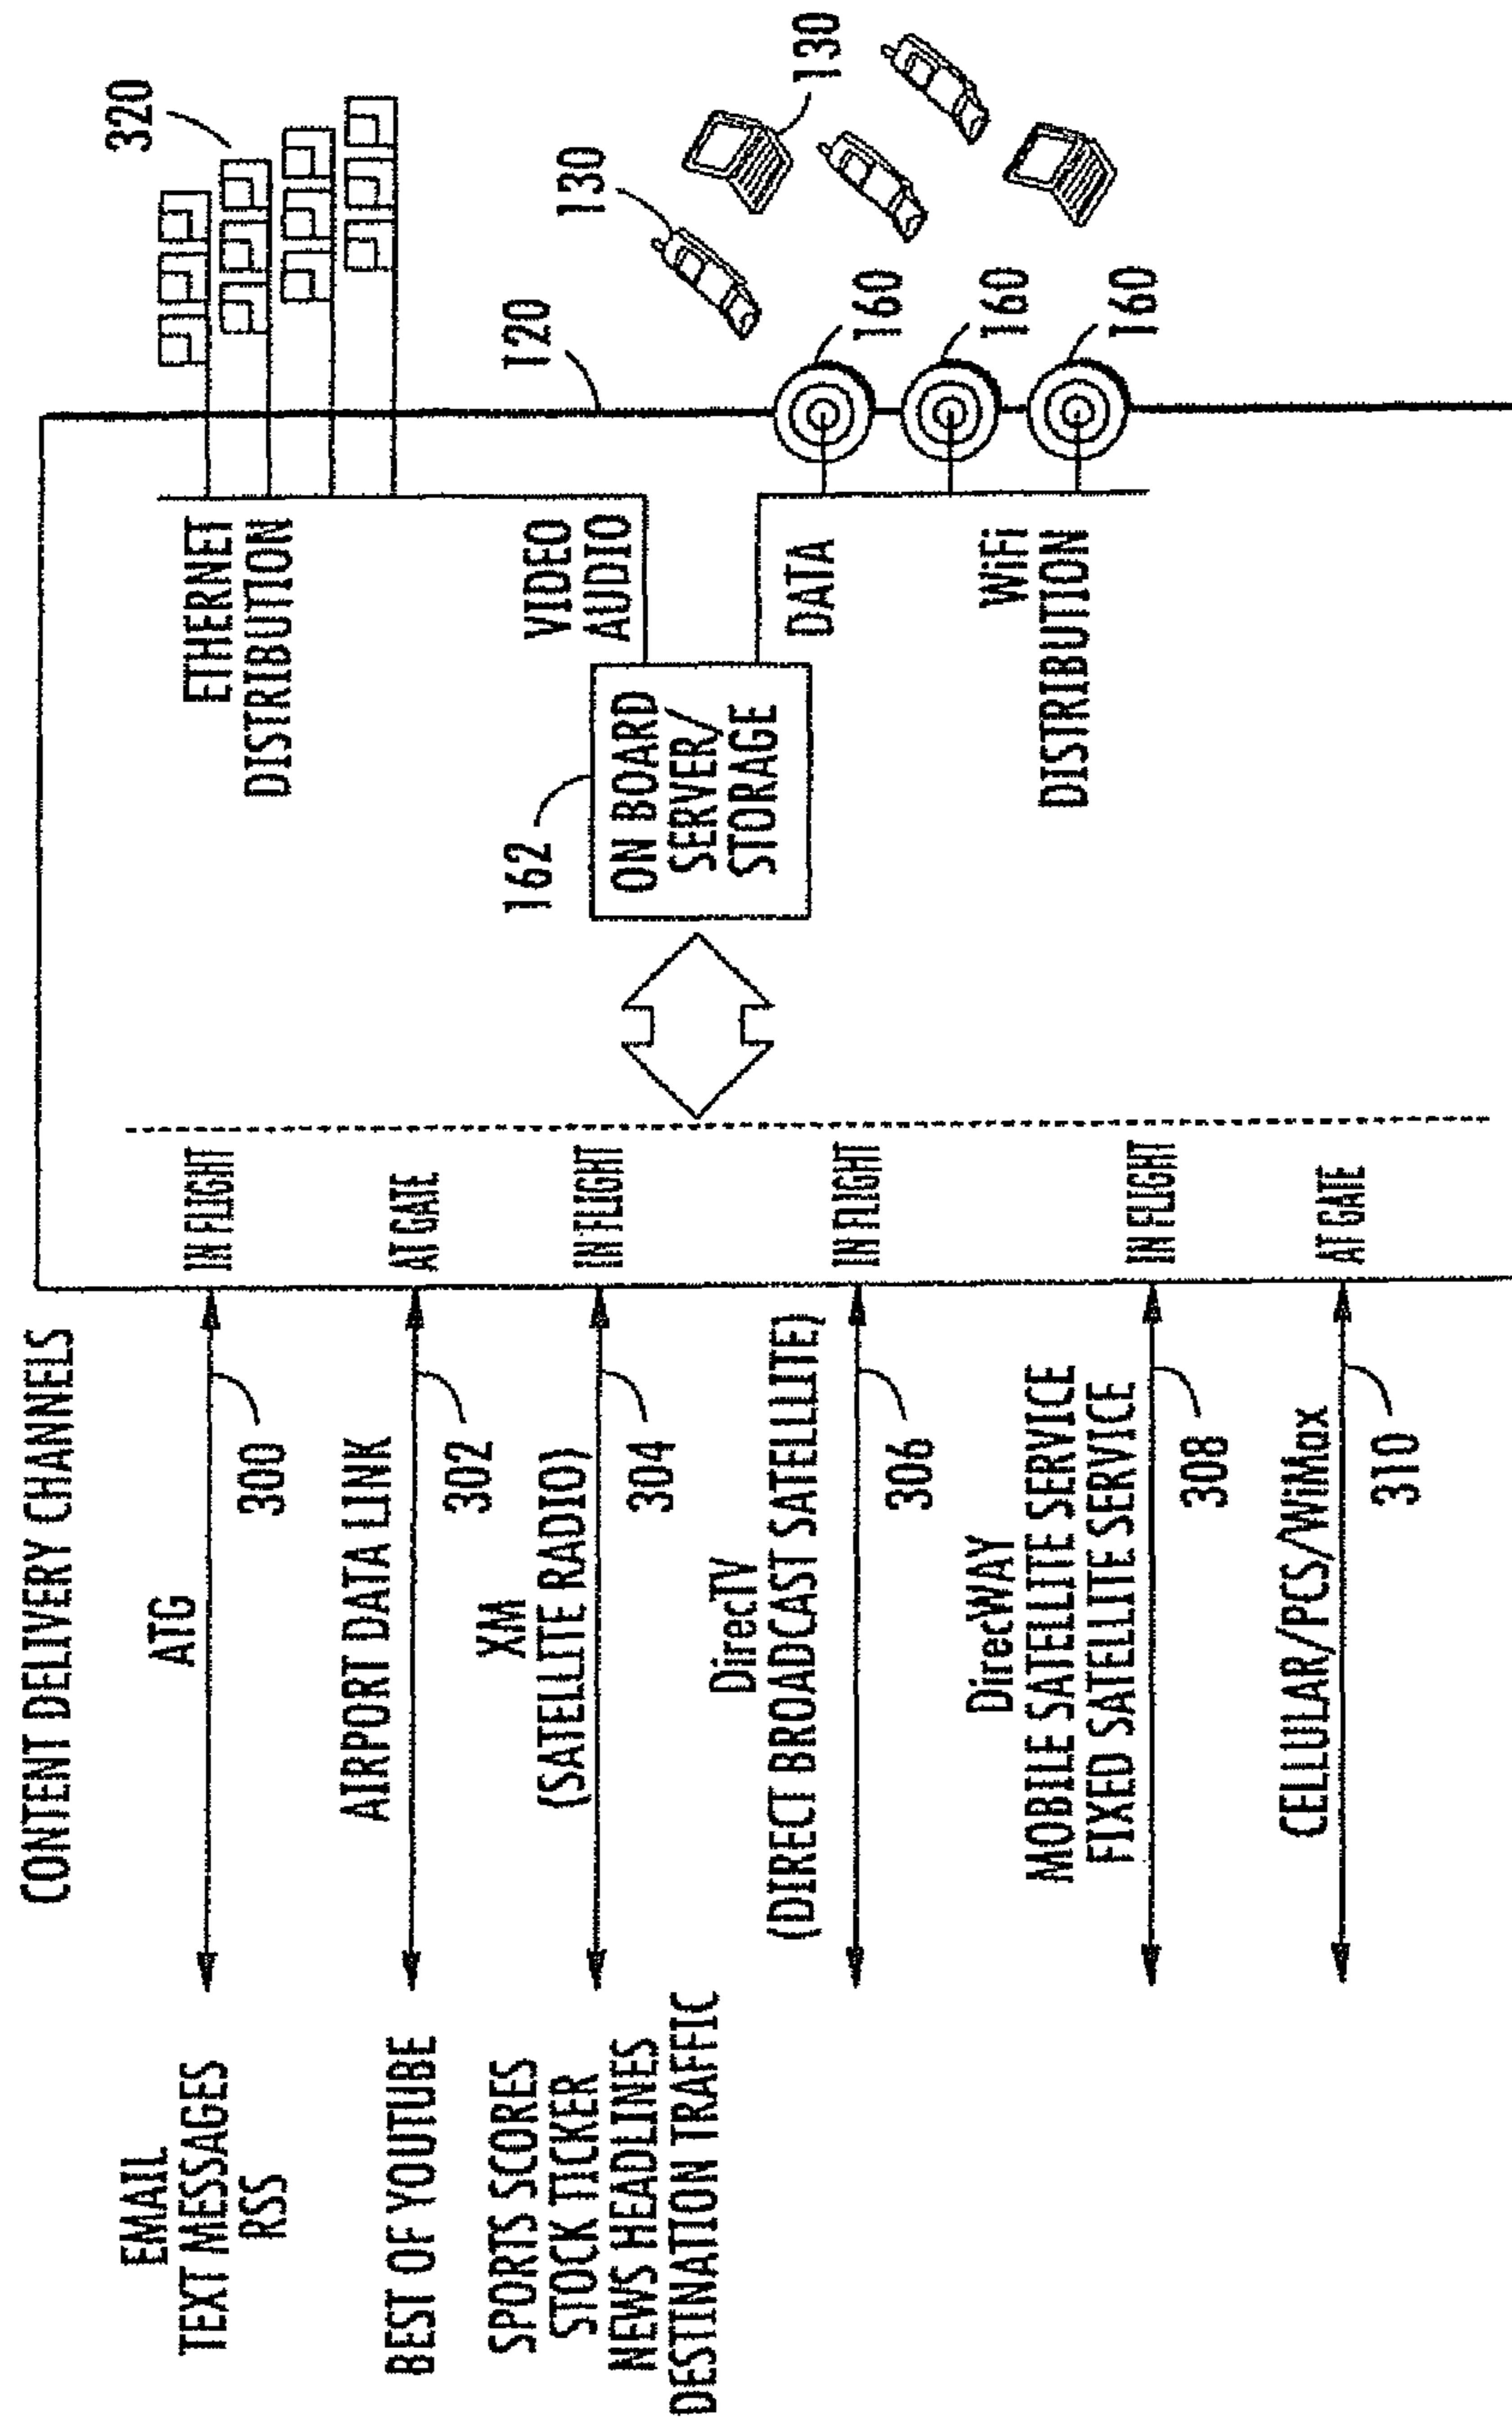 CONTENT DELIVERY CHANNELS
EMAIL
TEXT MESSAGES
RSS
ATG
300
IN FLIGHT
BEST OF YOUTUBE
AIRPORT DATA LINK
302
AT GATE
SPORTS SCORES
STOCK TICKER
NEWS HEADLINES
DESTINATION TRAFFIC
XM
(SATELLITE RADIO)
304
IN FLIGHT
DirecTV
(DIRECT BROADCAST SATELLLITE)
306
IN FLIGHT
DirecWAY
MOBILE SATELLITE SERVICE
FIXED SATELLITE SERVICE
308
IN FLIGHT
CELLULAR/PCS/WiMax
310
AT GATE
162
ON BOARD
SERVER/
STORAGE
ETHERNET
DISTRIBUTION
VIDEO
AUDIO
DATA
WiFi
DISTRIBUTION
320
120
130
130
160
160
160